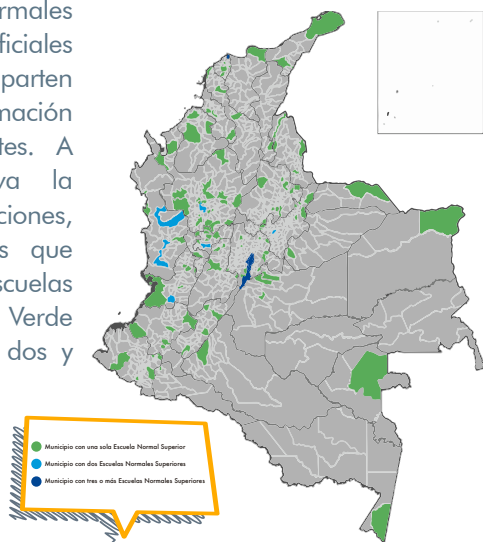 rmales
ficiales
parten
mación
tes. A
va la
ciones,
s que
scuelas
Verde
dos y
Municipio con una sola Escuela Normal Superior
Municipio con dos Escuelas Normales Superiores
Municipio con tres o más Escuelas Normales Superiores